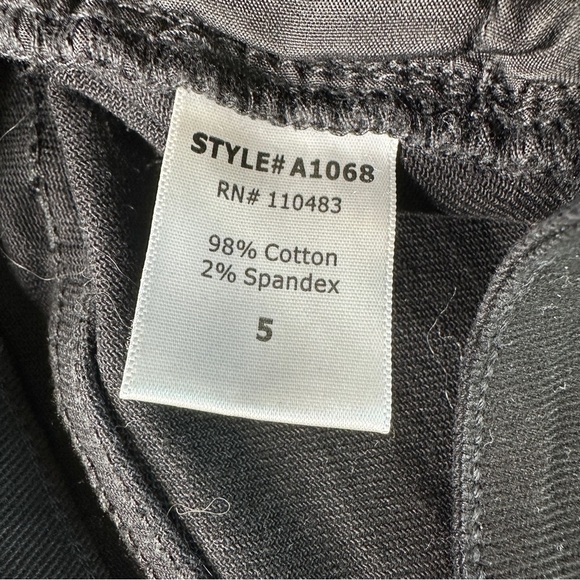 STYLE# A1068
RN# 110483
98% Cotton
2% Spandex
5